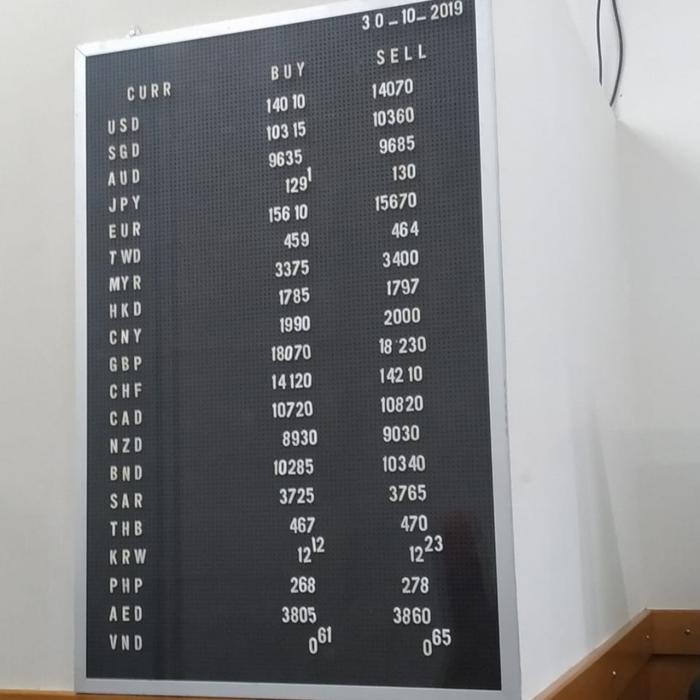 30-10-2019
CURR BUY SELL
USD 14010 14070
SGD 10315 10360
AUD 9635 9685
JPY 129¹ 130
EUR 15610 15670
TWD 459 464
MYR 3375 3400
HKD 1785 1797
CNY 1990 2000
GBP 18070 18230
CHF 14120 14210
CAD 10720 10820
NZD 8930 9030
BND 10285 10340
SAR 3725 3765
THB 467 470
KRW 12¹² 12²³
PHP 268 278
AED 3805 3860
VND 0⁶¹ 0⁶⁵